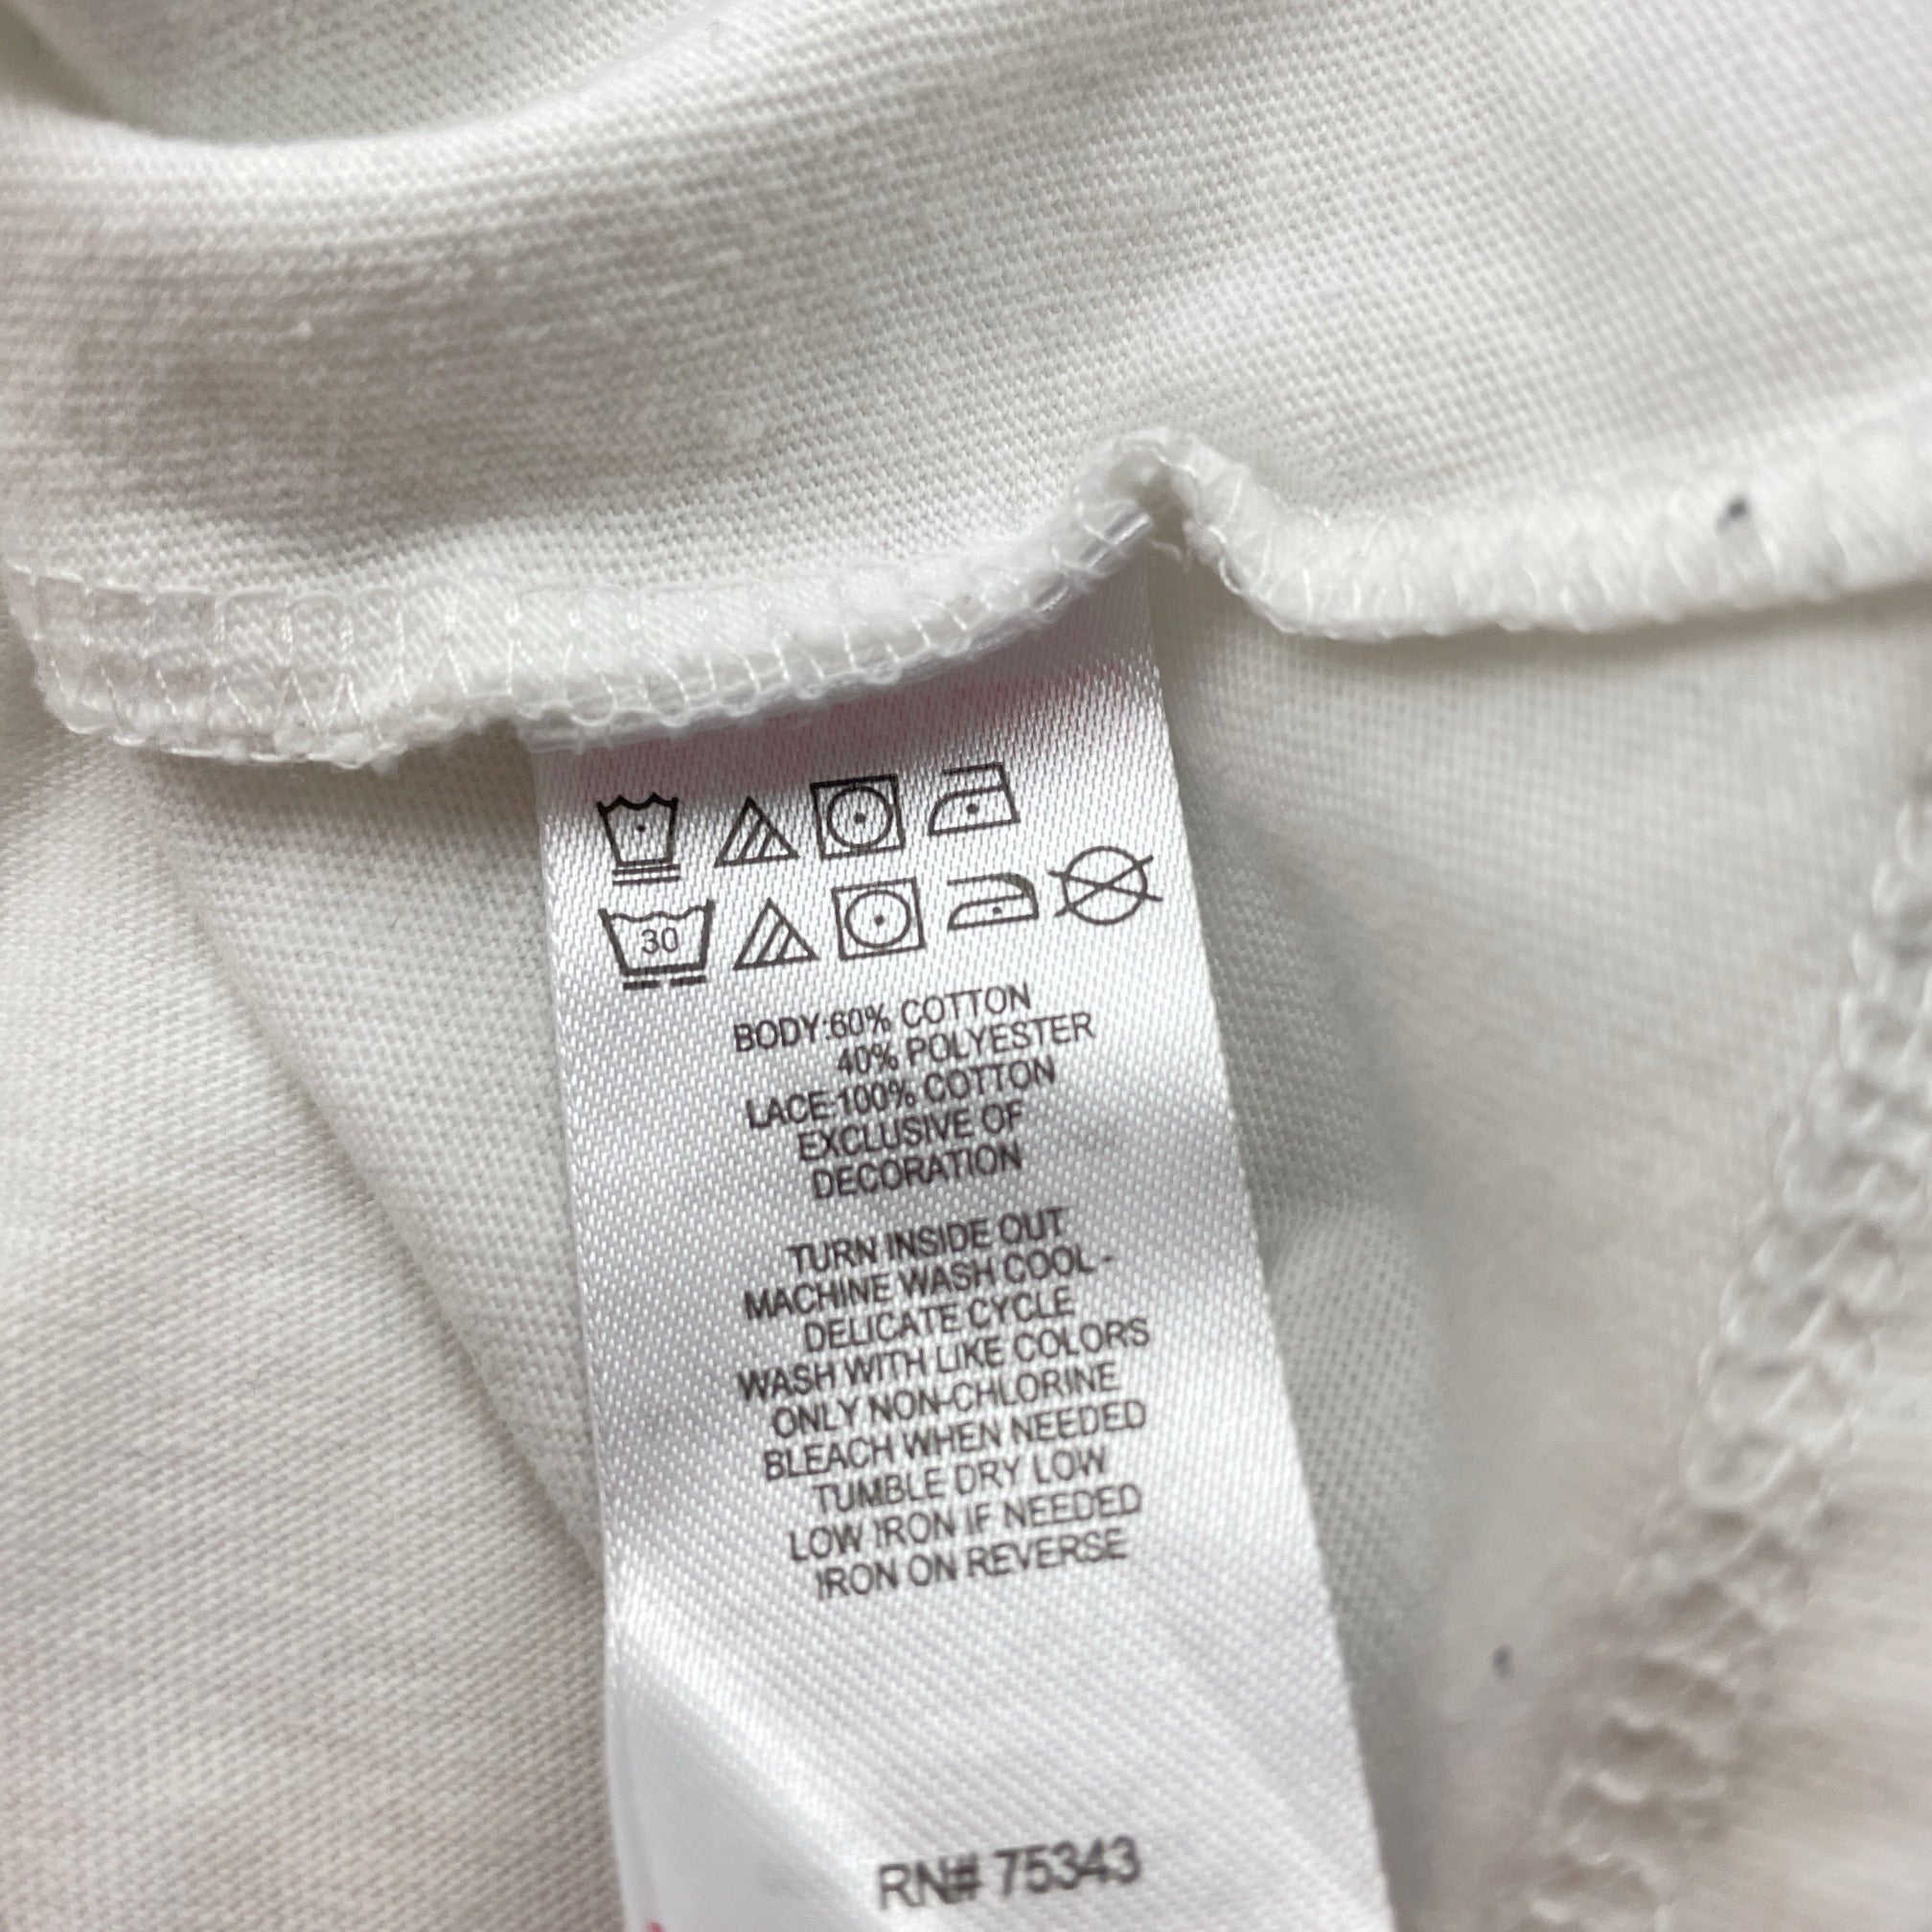 30
BODY:60% COTTON
40% POLYESTER
LACE:100% COTTON
EXCLUSIVE OF
DECORATION
TURN INSIDE OUT
MACHINE WASH COOL -
DELICATE CYCLE
WASH WITH LIKE COLORS
ONLY NON-CHLORINE
BLEACH WHEN NEEDED
TUMBLE DRY LOW
LOW IRON IF NEEDED
IRON ON REVERSE
RN# 75343